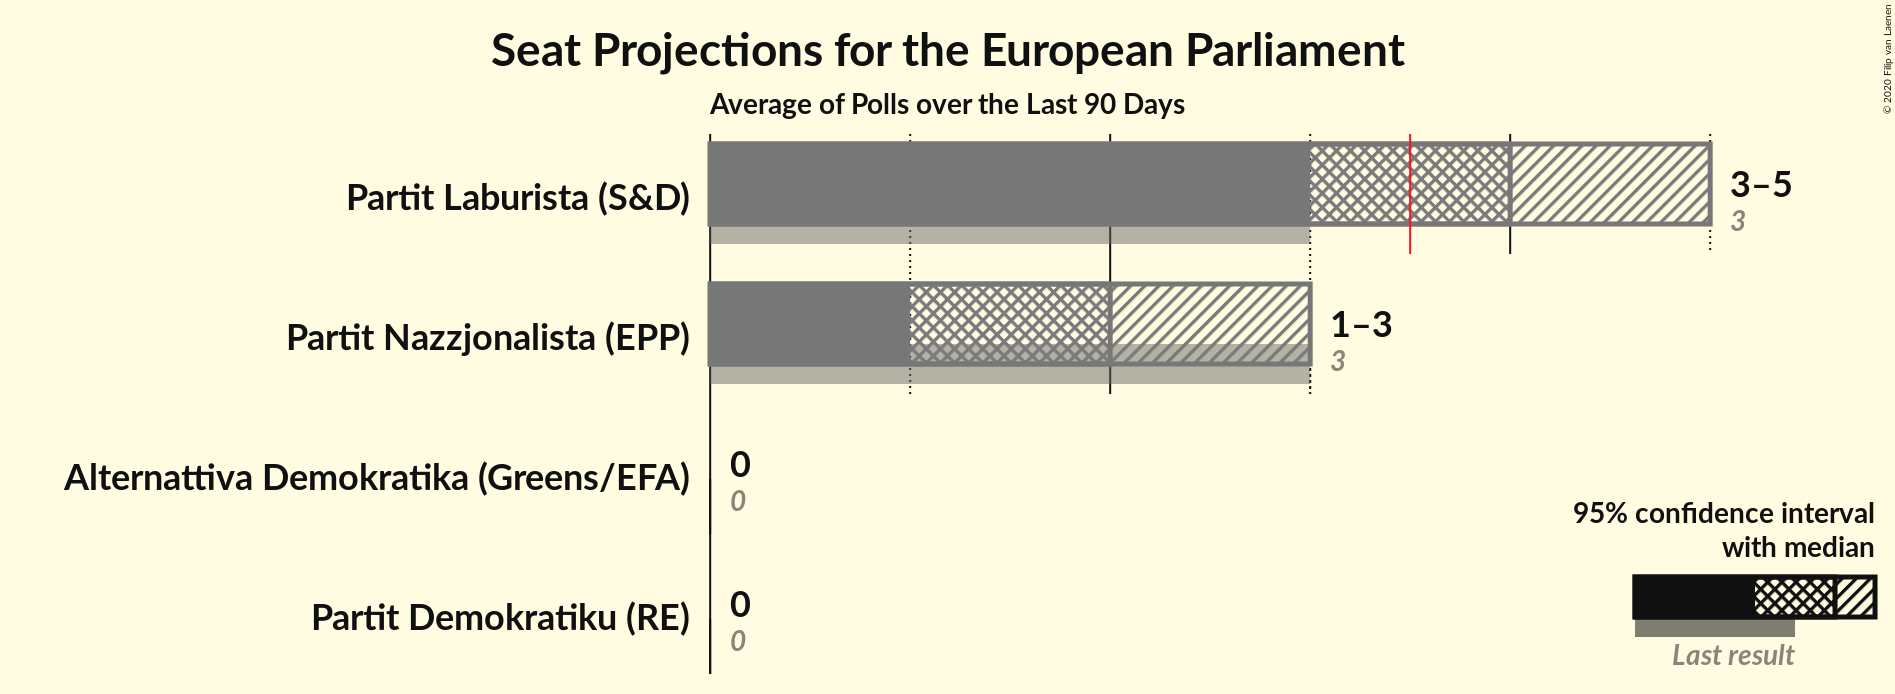 Seat Projections for the European Parliament
Average of Polls over the Last 90 Days
Partit Laburista (S&D)
3–5
3
Partit Nazzjonalista (EPP)
1–3
3
Alternattiva Demokratika (Greens/EFA)
0
0
Partit Demokratiku (RE)
0
0
95% confidence interval
with median
Last result
© 2020 Filip van Laenen